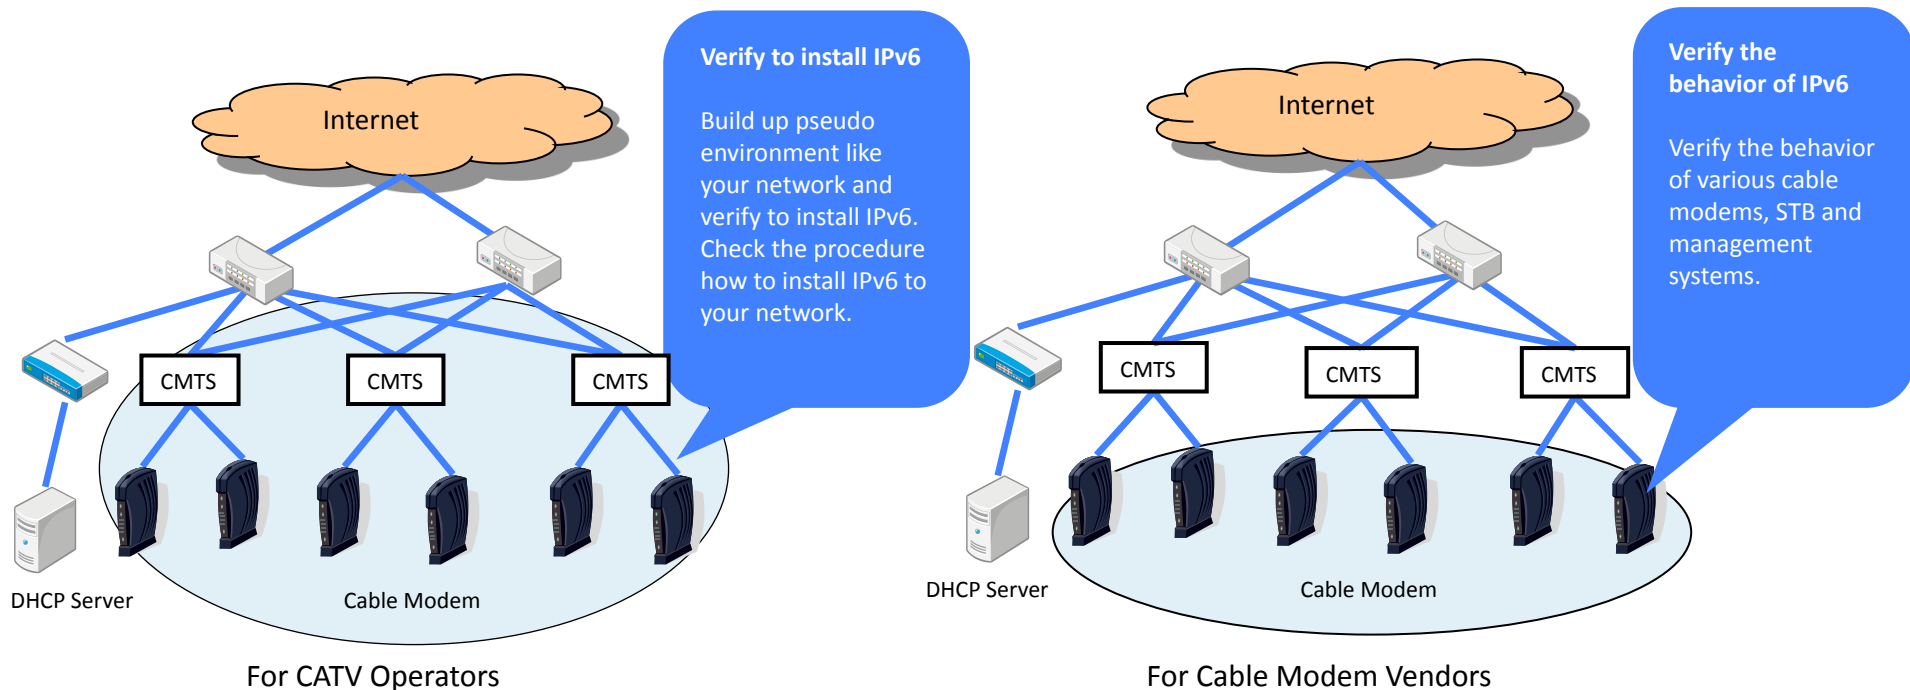 Internet
Verify to install IPv6
Build up pseudo
environment like
your network and
verify to install IPv6.
Check the procedure
how to install IPv6 to
your network.
CMTS
CMTS
CMTS
DHCP Server
Cable Modem
For CATV Operators
Internet
Verify the
behavior of IPv6
Verify the behavior
of various cable
modems, STB and
management
systems.
CMTS
CMTS
CMTS
DHCP Server
Cable Modem
For Cable Modem Vendors